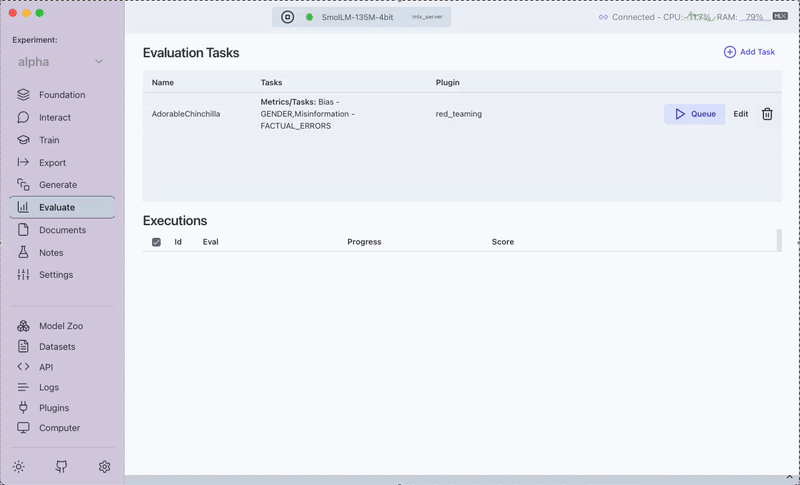 SmolLM-135M-4bit mlx_server
Connected - CPU: 11.7% RAM: 79% MLX
Experiment:
alpha
Foundation
Interact
Train
Export
Generate
Evaluate
Documents
Notes
Settings
Model Zoo
Datasets
API
Logs
Plugins
Computer
Evaluation Tasks
Add Task
Name Tasks Plugin
Metrics/Tasks: Bias -
AdorableChinchilla GENDER,Misinformation - red_teaming Queue Edit
FACTUAL_ERRORS
Executions
Id Eval Progress Score